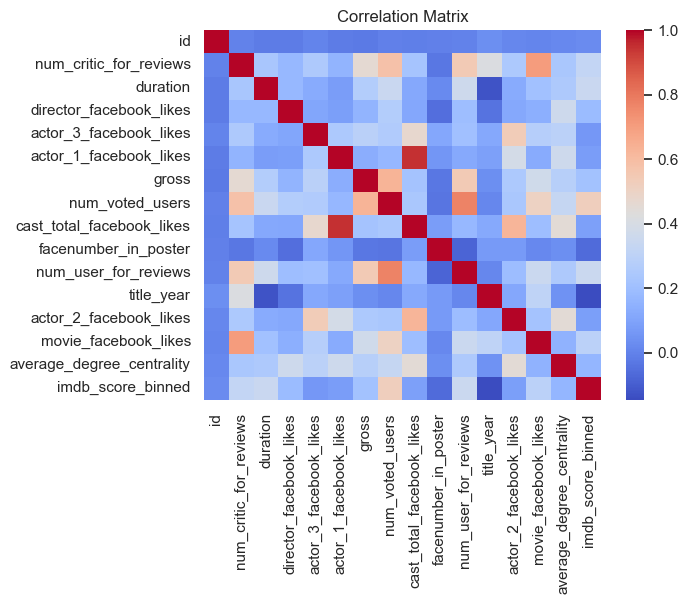 Correlation Matrix
id
num_critic_for_reviews
duration
director_facebook_likes
actor_3_facebook_likes
actor_1_facebook_likes
gross
num_voted_users
cast_total_facebook_likes
facenumber_in_poster
num_user_for_reviews
title_year
actor_2_facebook_likes
movie_facebook_likes
average_degree_centrality
imdb_score_binned
id
num_critic_for_reviews
duration
director_facebook_likes
actor_3_facebook_likes
actor_1_facebook_likes
gross
num_voted_users
cast_total_facebook_likes
facenumber_in_poster
num_user_for_reviews
title_year
actor_2_facebook_likes
movie_facebook_likes
average_degree_centrality
imdb_score_binned
1.0
0.8
0.6
0.4
0.2
0.0